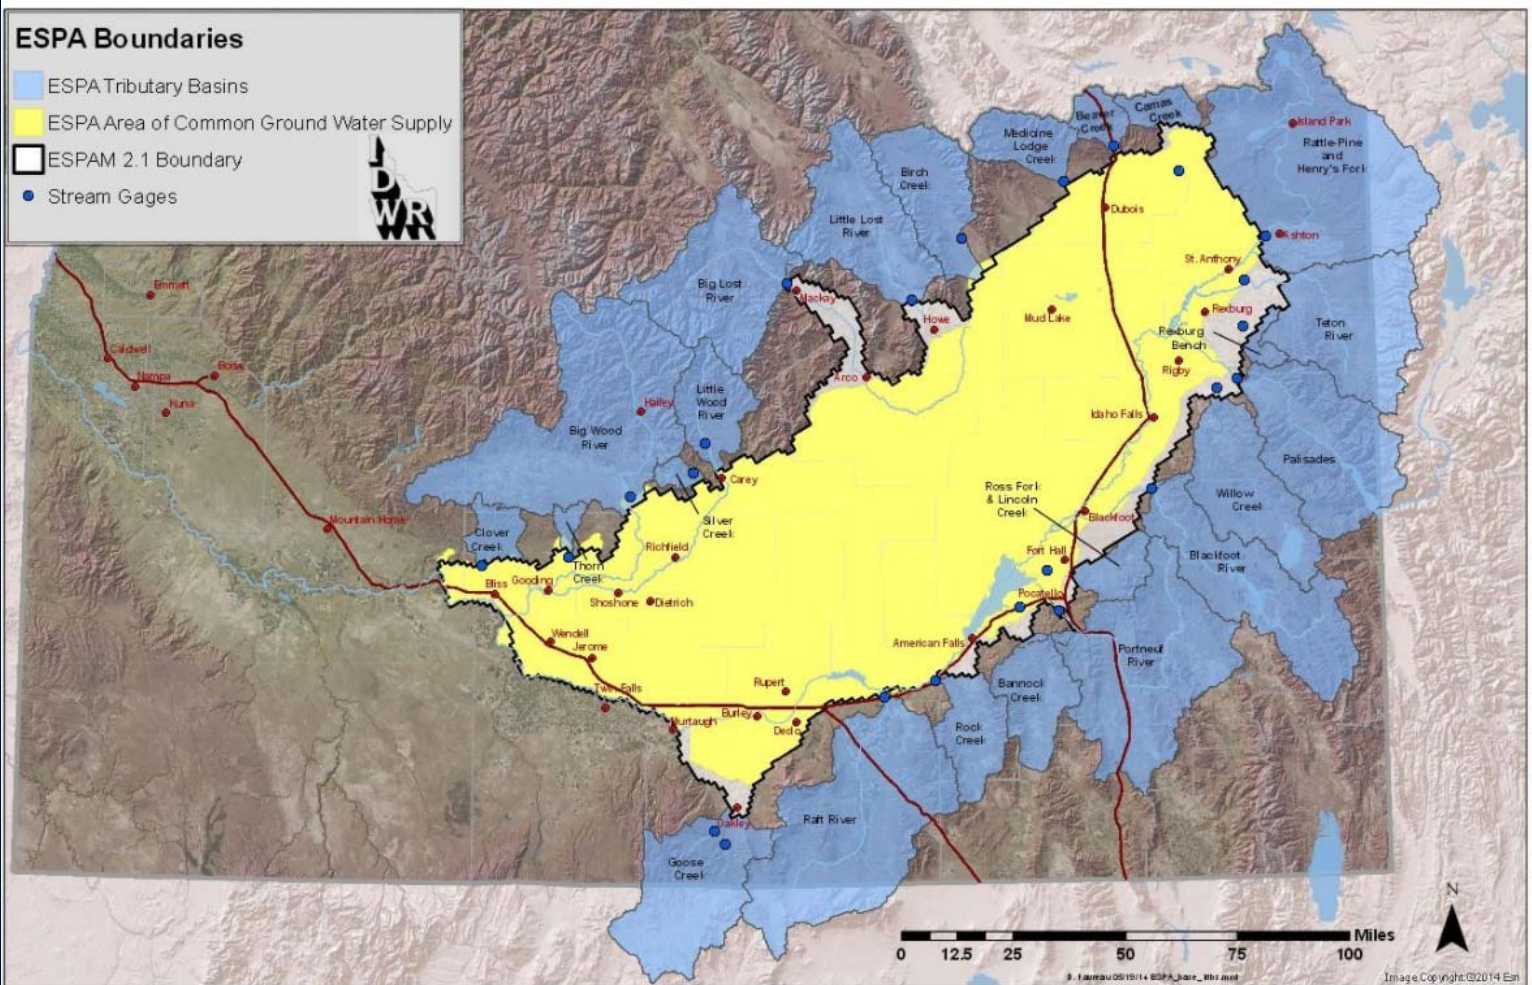 ESPA Boundaries
ESPA Tributary Basins
ESPA Area of Common Ground Water Supply
ESPAM 2.1 Boundary
Stream Gages
I
D
WR
Beaver
Creek
Camas
Creek
Medicine
Lodge
Creek
Island Park
Rattle-Pine
and
Henry's Fork
Birch
Creek
Little Lost
River
Dubois
Ashton
St. Anthony
Big Lost
River
Mackay
Howe
Mud Lake
Rexburg
Rexburg
Bench
Teton
River
Rigby
Arco
Emmett
Caldwell
Nampa
Boise
Kuna
Hailey
Little
Wood
River
Big Wood
River
Idaho Falls
Palisades
Carey
Ross Fork
& Lincoln
Creek
Willow
Creek
Mountain Home
Silver
Creek
Blackfoot
Clover
Creek
Richfield
Fort Hall
Blackfoot
River
Thorn
Creek
Bliss
Gooding
Shoshone
Dietrich
Pocatello
Wendell
Jerome
American Falls
Portneuf
River
Twin Falls
Rupert
Bannock
Creek
Murtaugh
Burley
Declo
Rock
Creek
Oakley
Raft River
Goose
Creek
N
Miles
0 12.5 25 50 75 100
Image Copyright:©2014 Esri